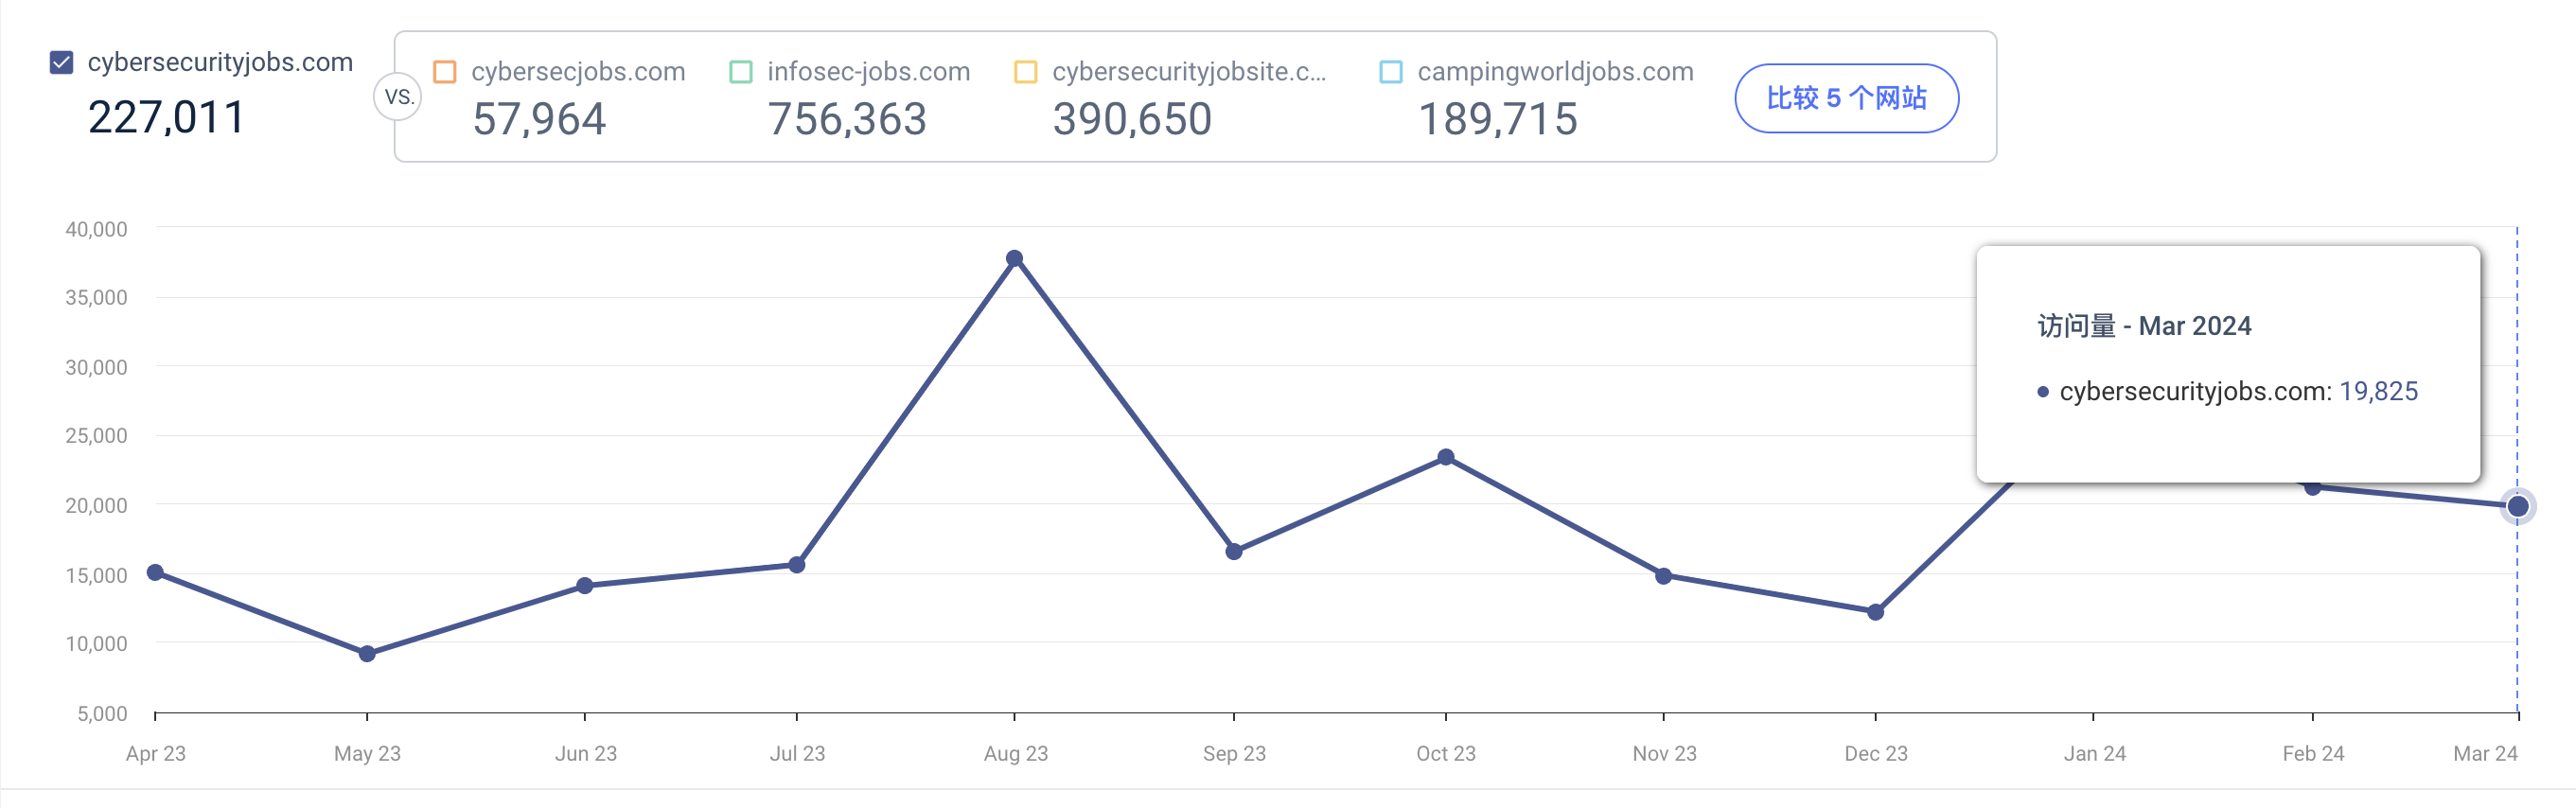 cybersecurityjobs.com
227,011
VS.
cybersecjobs.com
57,964
infosec-jobs.com
756,363
cybersecurityjobsite.c...
390,650
campingworldjobs.com
189,715
比较 5 个网站
40,000
35,000
30,000
25,000
20,000
15,000
10,000
5,000
访问量 - Mar 2024
cybersecurityjobs.com: 19,825
Apr 23 May 23 Jun 23 Jul 23 Aug 23 Sep 23 Oct 23 Nov 23 Dec 23 Jan 24 Feb 24 Mar 24